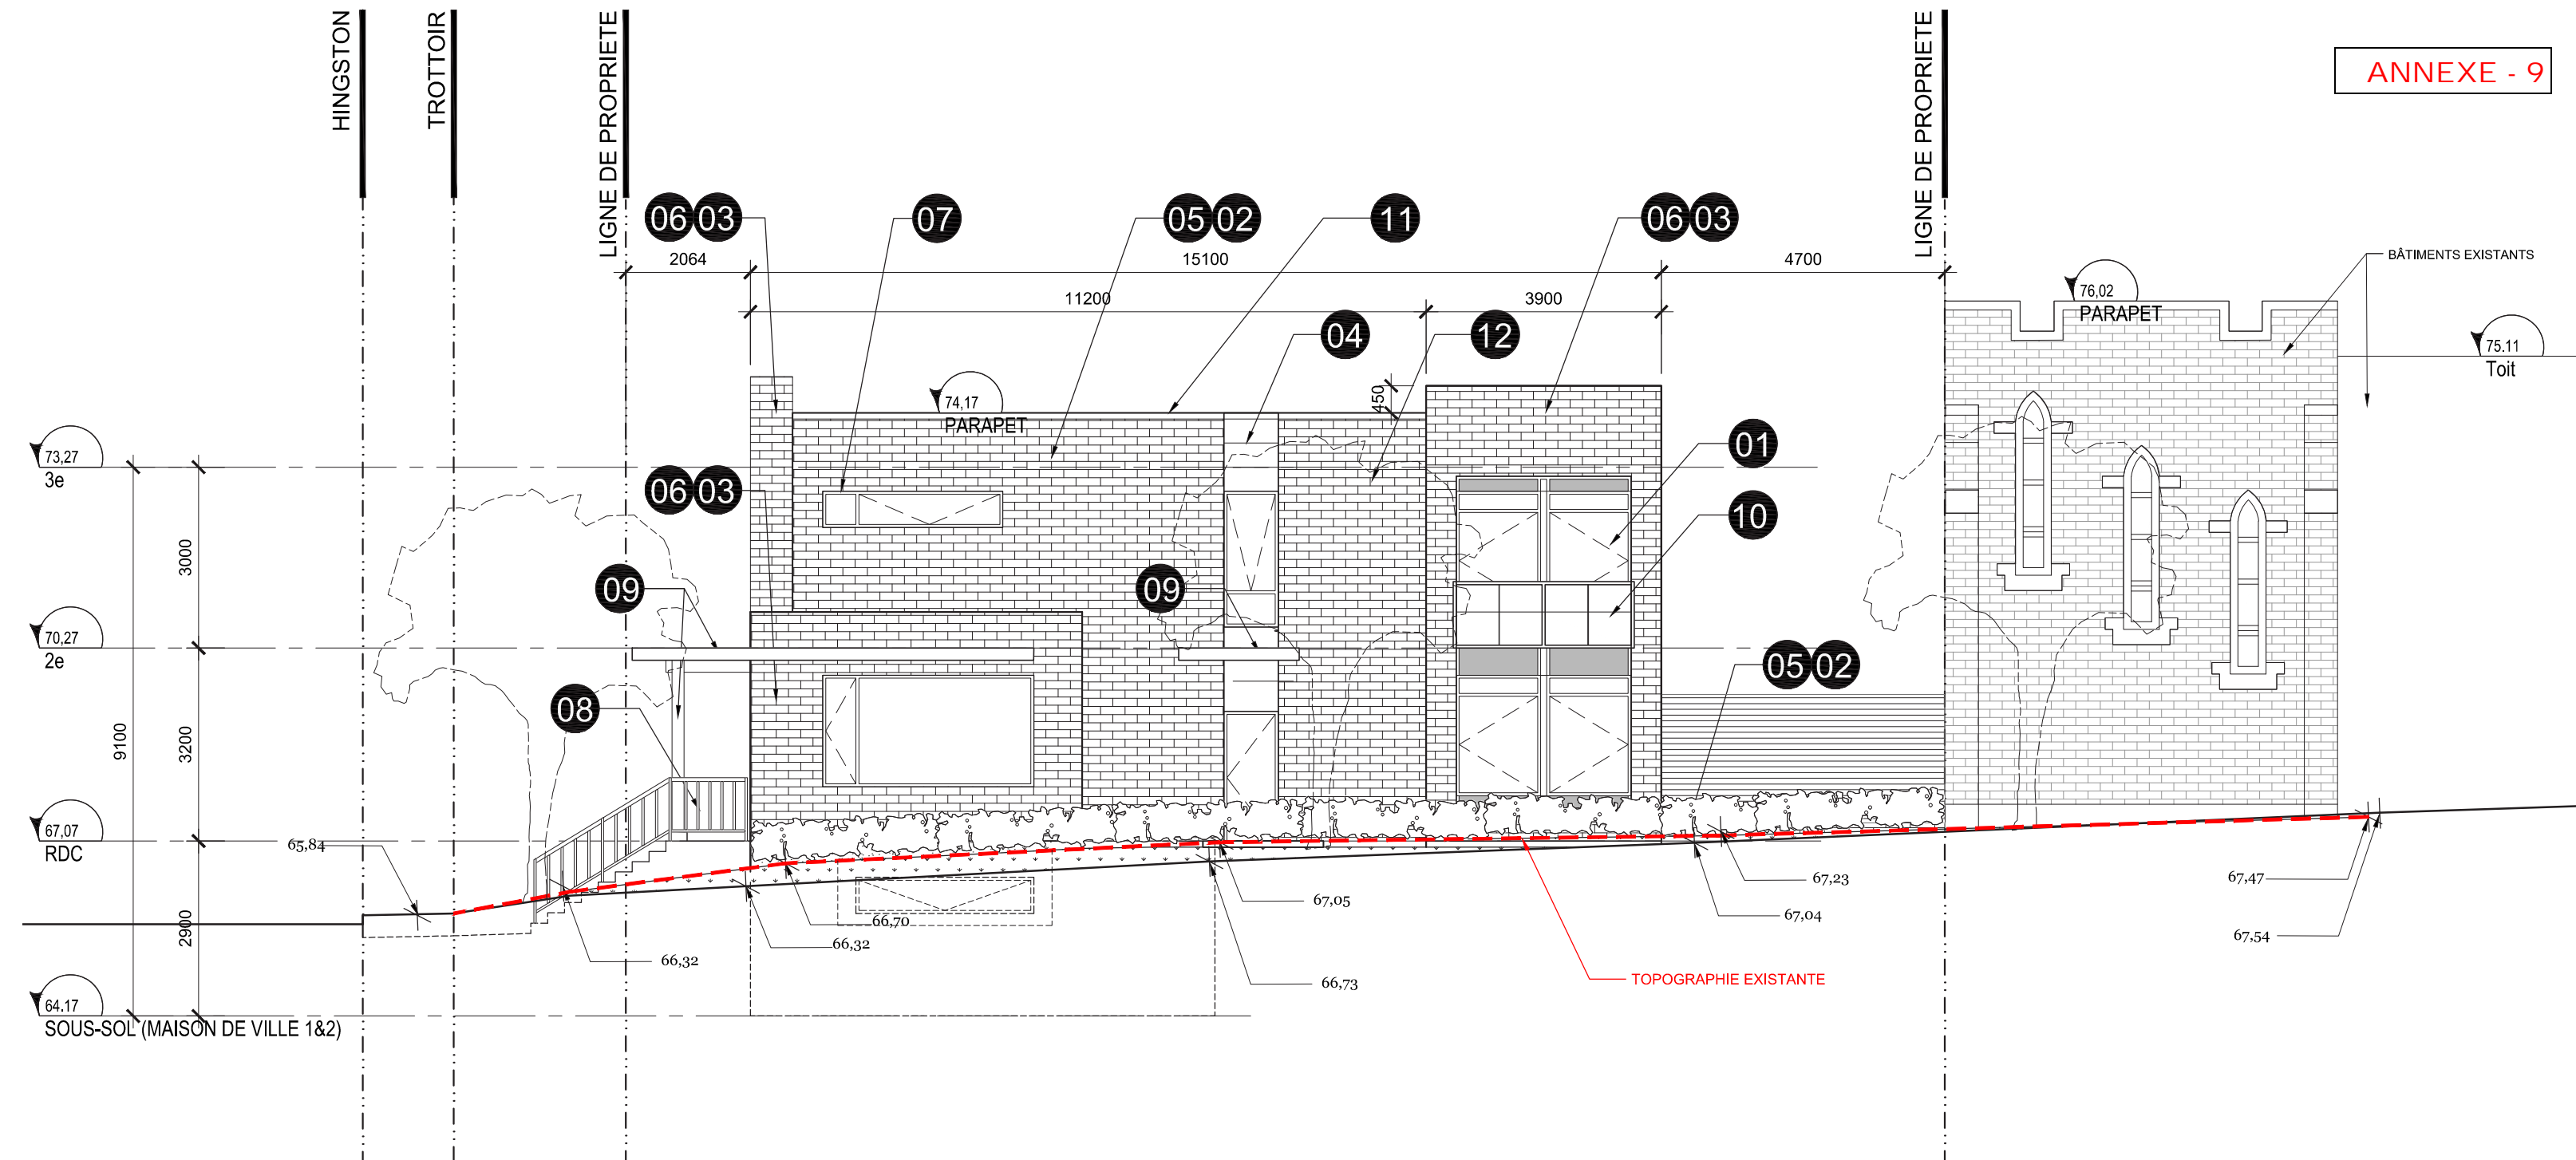 HINGSTON
TROTTOIR
LIGNE DE PROPRIETE
LIGNE DE PROPRIETE
ANNEXE - 9
06 03
07
05 02
11
06 03
2064
15100
4700
BÂTIMENTS EXISTANTS
11200
3900
76,02
PARAPET
04
12
75.11
Toit
450
74,17
PARAPET
73,27
3e
01
06 03
10
3000
09
09
70,27
2e
05 02
08
9100
3200
67,07
RDC
65,84
67,23
67,47
67,05
67,04
66,70
2900
66,32
67,54
66,32
66,73
TOPOGRAPHIE EXISTANTE
64.17
SOUS-SOL (MAISON DE VILLE 1&2)